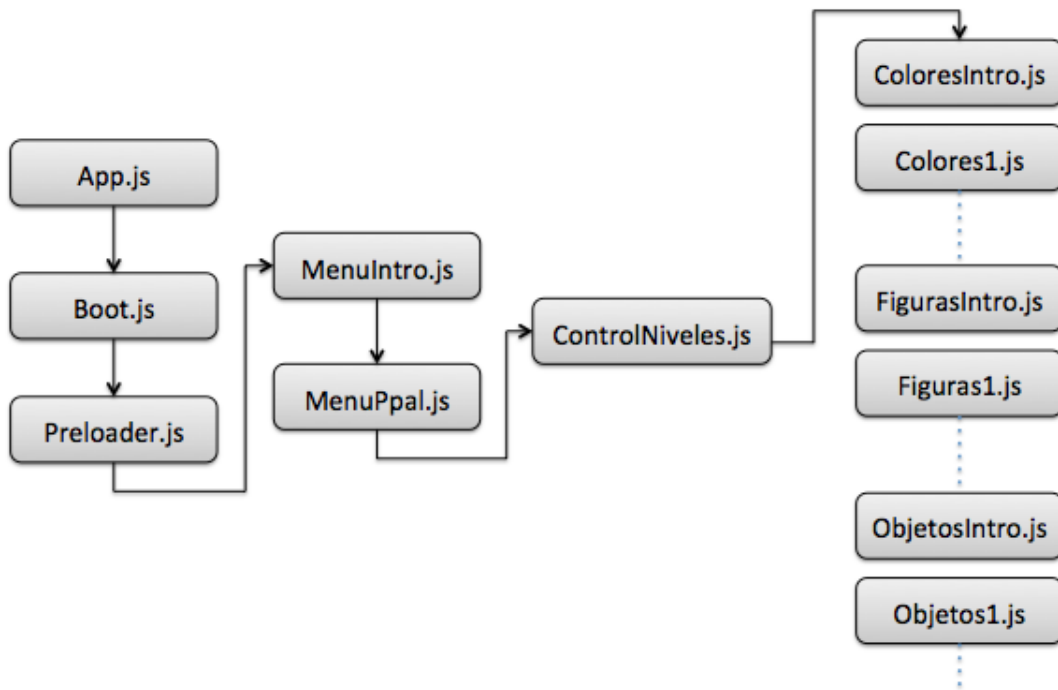 App.js
Boot.js
Preloader.js
MenuIntro.js
MenuPpal.js
ControlNiveles.js
ColoresIntro.js
Colores1.js
FigurasIntro.js
Figuras1.js
ObjetosIntro.js
Objetos1.js